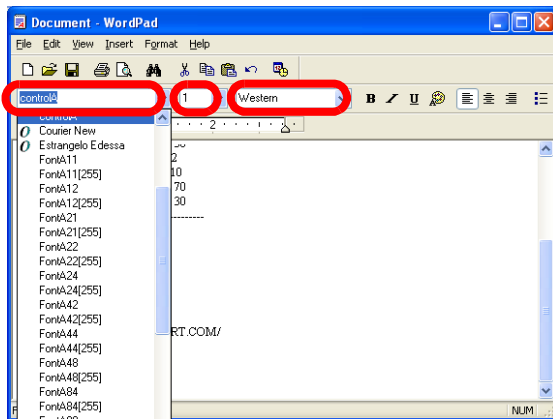 Document - WordPad
File Edit View Insert Format Help
controlA 1 Western B / U
controlA
Courier New
Estrangelo Edessa
FontA11
FontA11[255]
FontA12
FontA12[255]
FontA21
FontA21[255]
FontA22
FontA22[255]
FontA24
FontA24[255]
FontA42
FontA42[255]
FontA44
FontA44[255]
FontA48
FontA48[255]
FontA84
FontA84[255]
2
2
10
70
30
---------
RT.COM/
NUM